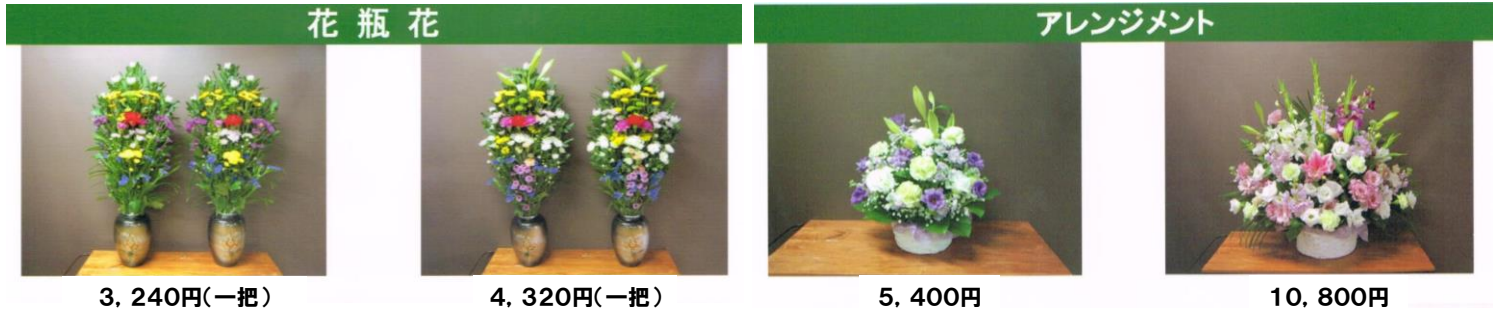 花瓶花
アレンジメント
3,240円(一把)
4,320円(一把)
5,400円
10,800円